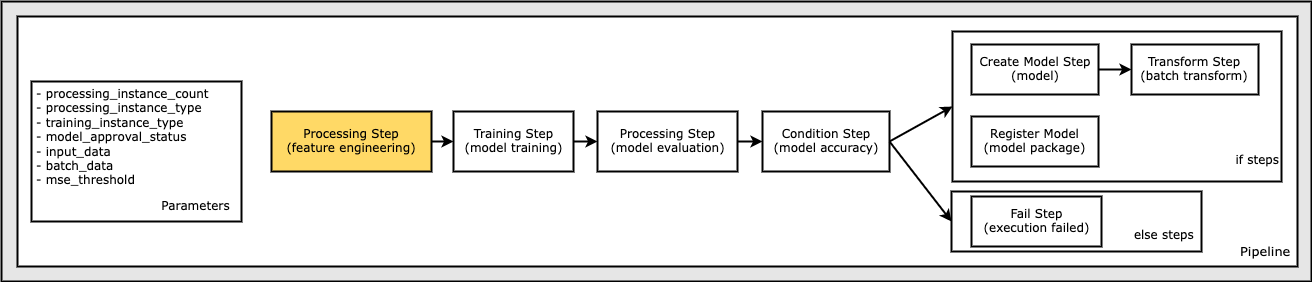 - processing_instance_count
- processing_instance_type
- training_instance_type
- model_approval_status
- input_data
- batch_data
- mse_threshold
Parameters
Processing Step
(feature engineering)
Training Step
(model training)
Processing Step
(model evaluation)
Condition Step
(model accuracy)
Create Model Step
(model)
Transform Step
(batch transform)
Register Model
(model package)
if steps
Fail Step
(execution failed)
else steps
Pipeline